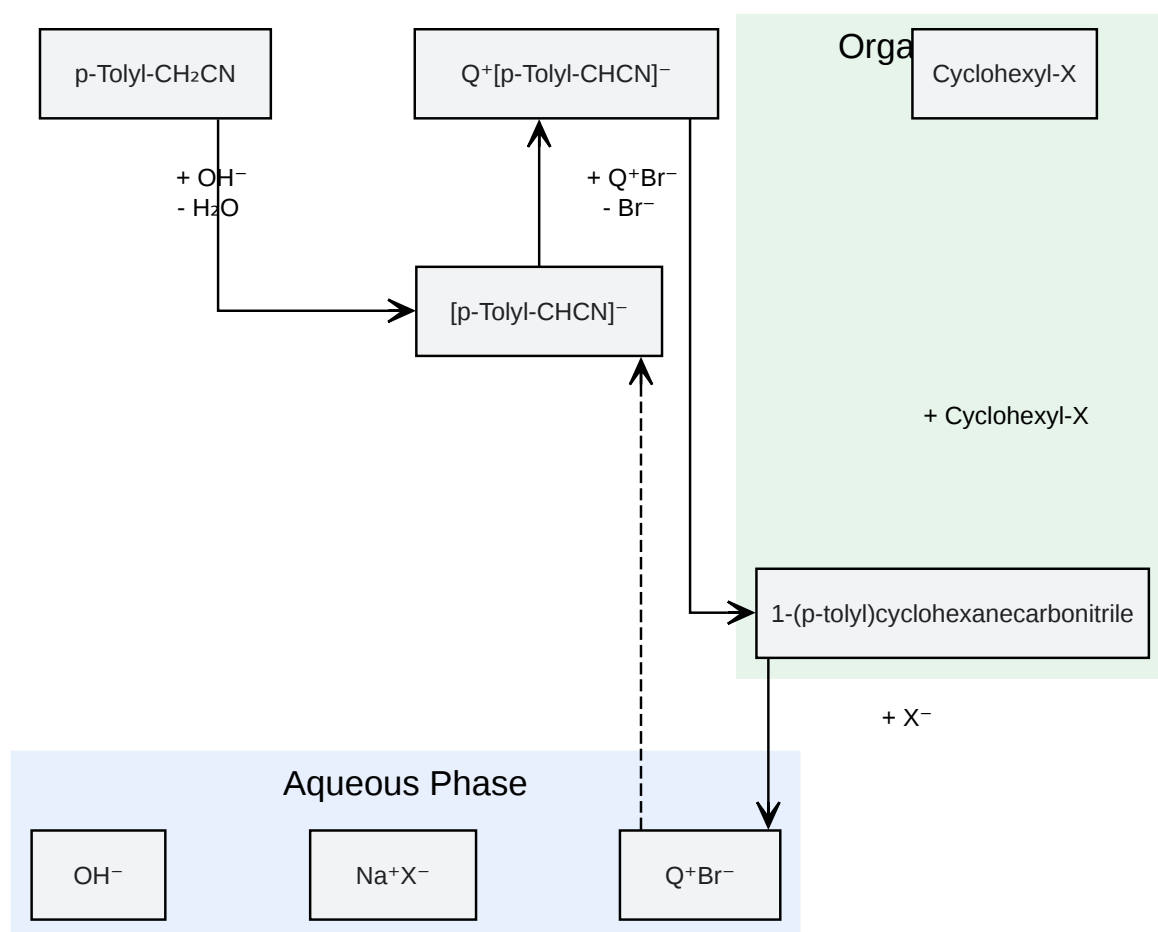 Orga
p-Tolyl-CH₂CN
Q⁺[p-Tolyl-CHCN]⁻
Cyclohexyl-X
+ OH⁻
- H₂O
+ Q⁺Br⁻
- Br⁻
[p-Tolyl-CHCN]⁻
+ Cyclohexyl-X
1-(p-tolyl)cyclohexanecarbonitrile
+ X⁻
Aqueous Phase
OH⁻
Na⁺X⁻
Q⁺Br⁻